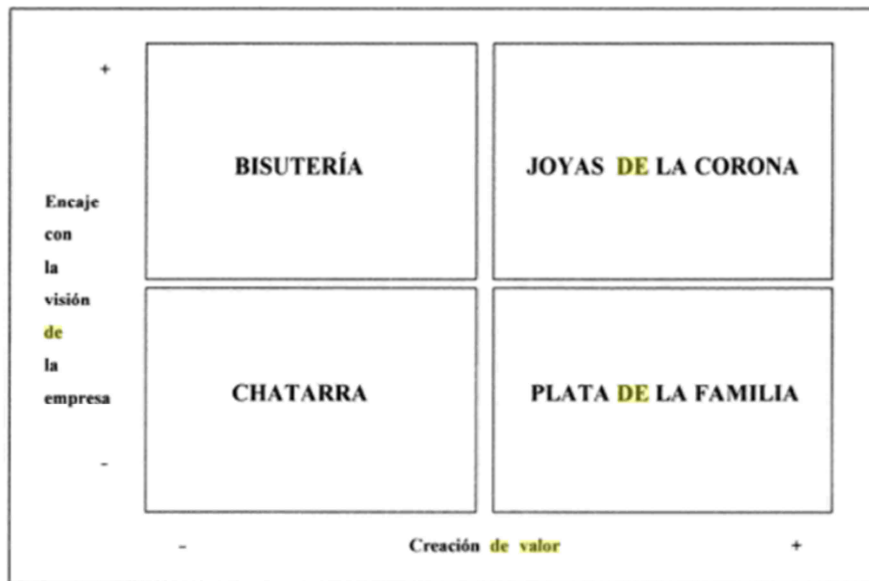 +
BISUTERÍA
JOYAS DE LA CORONA
Encaje
con
la
visión
de
la
empresa
CHATARRA
PLATA DE LA FAMILIA
-
- Creación de valor +